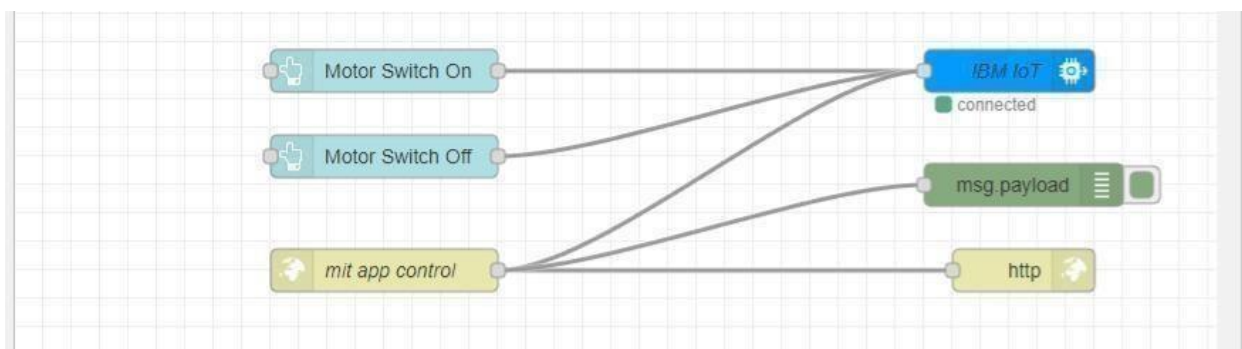 Motor Switch On
IBM IoT
connected
Motor Switch Off
msg.payload
mit app control
http